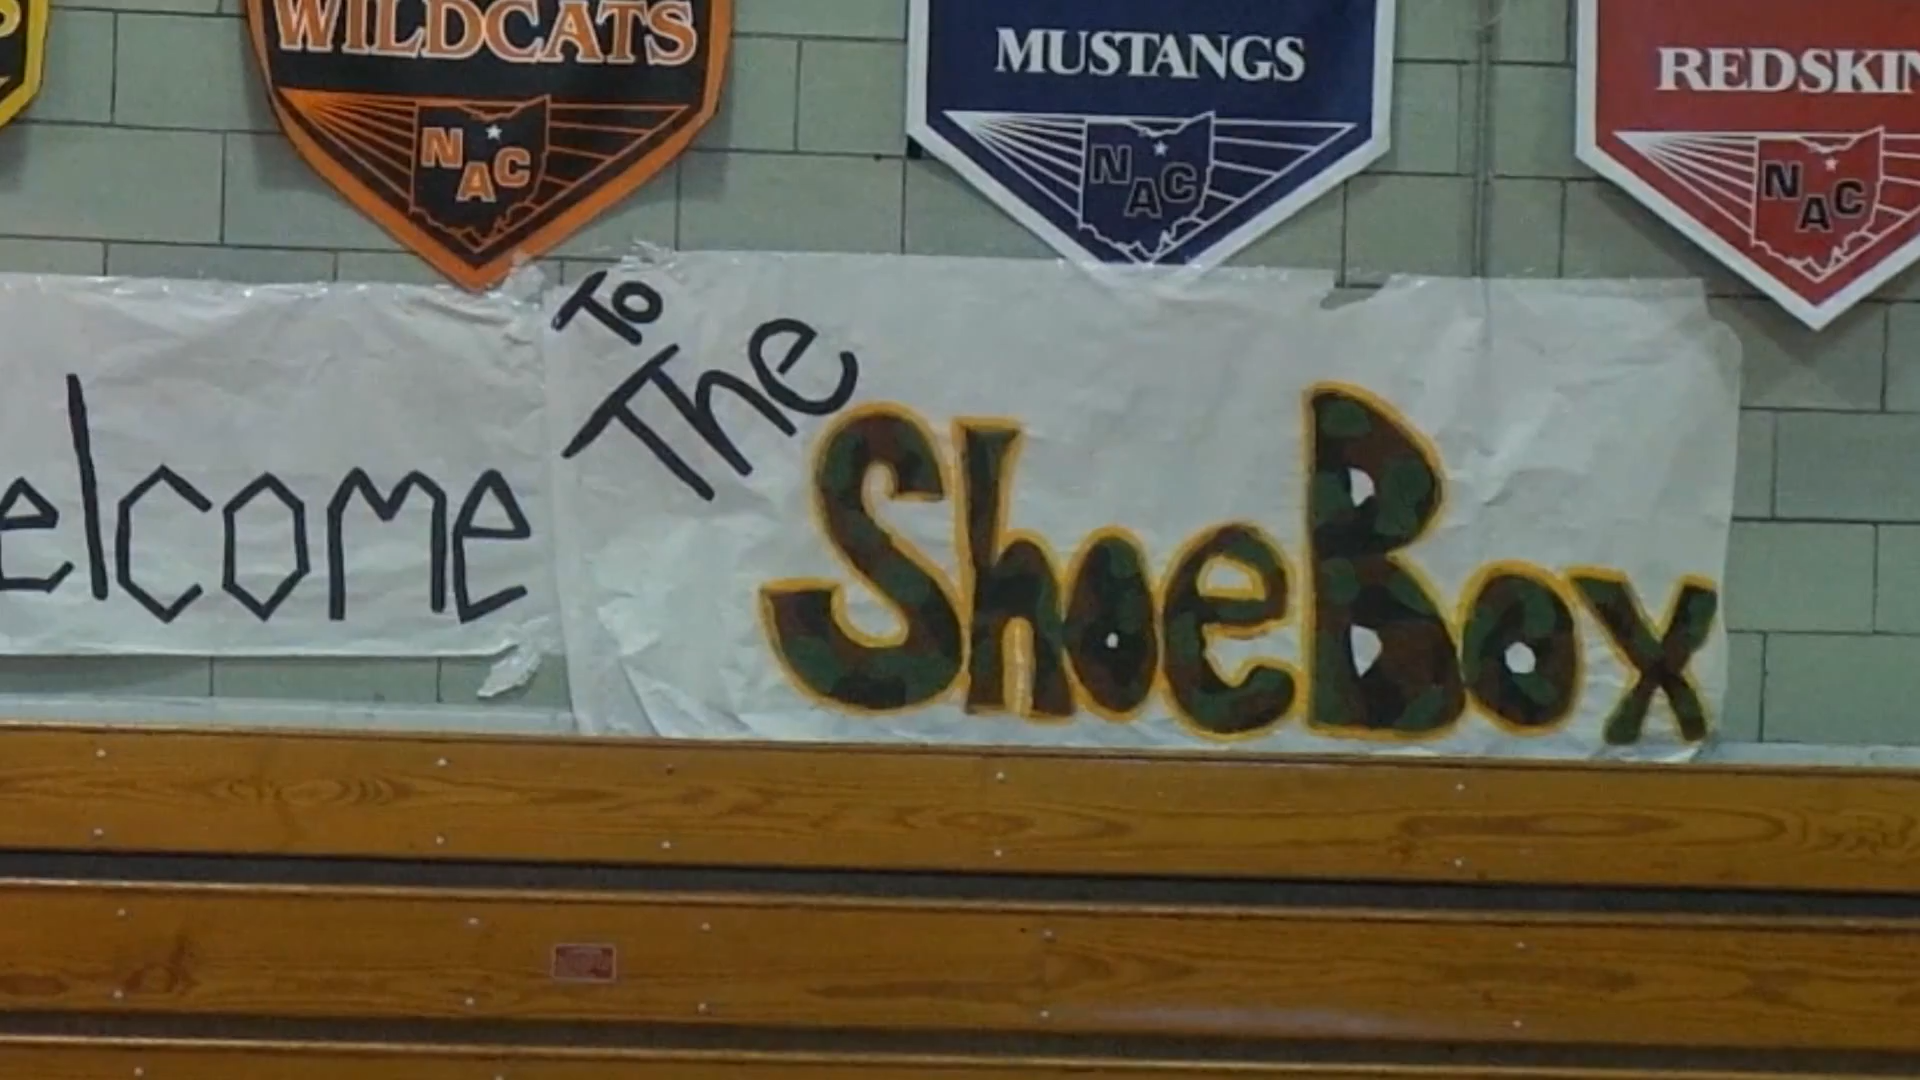 WILDCATS
NAC
MUSTANGS
NAC
REDSKIN
NAC
elcome
To
The
ShoeBox